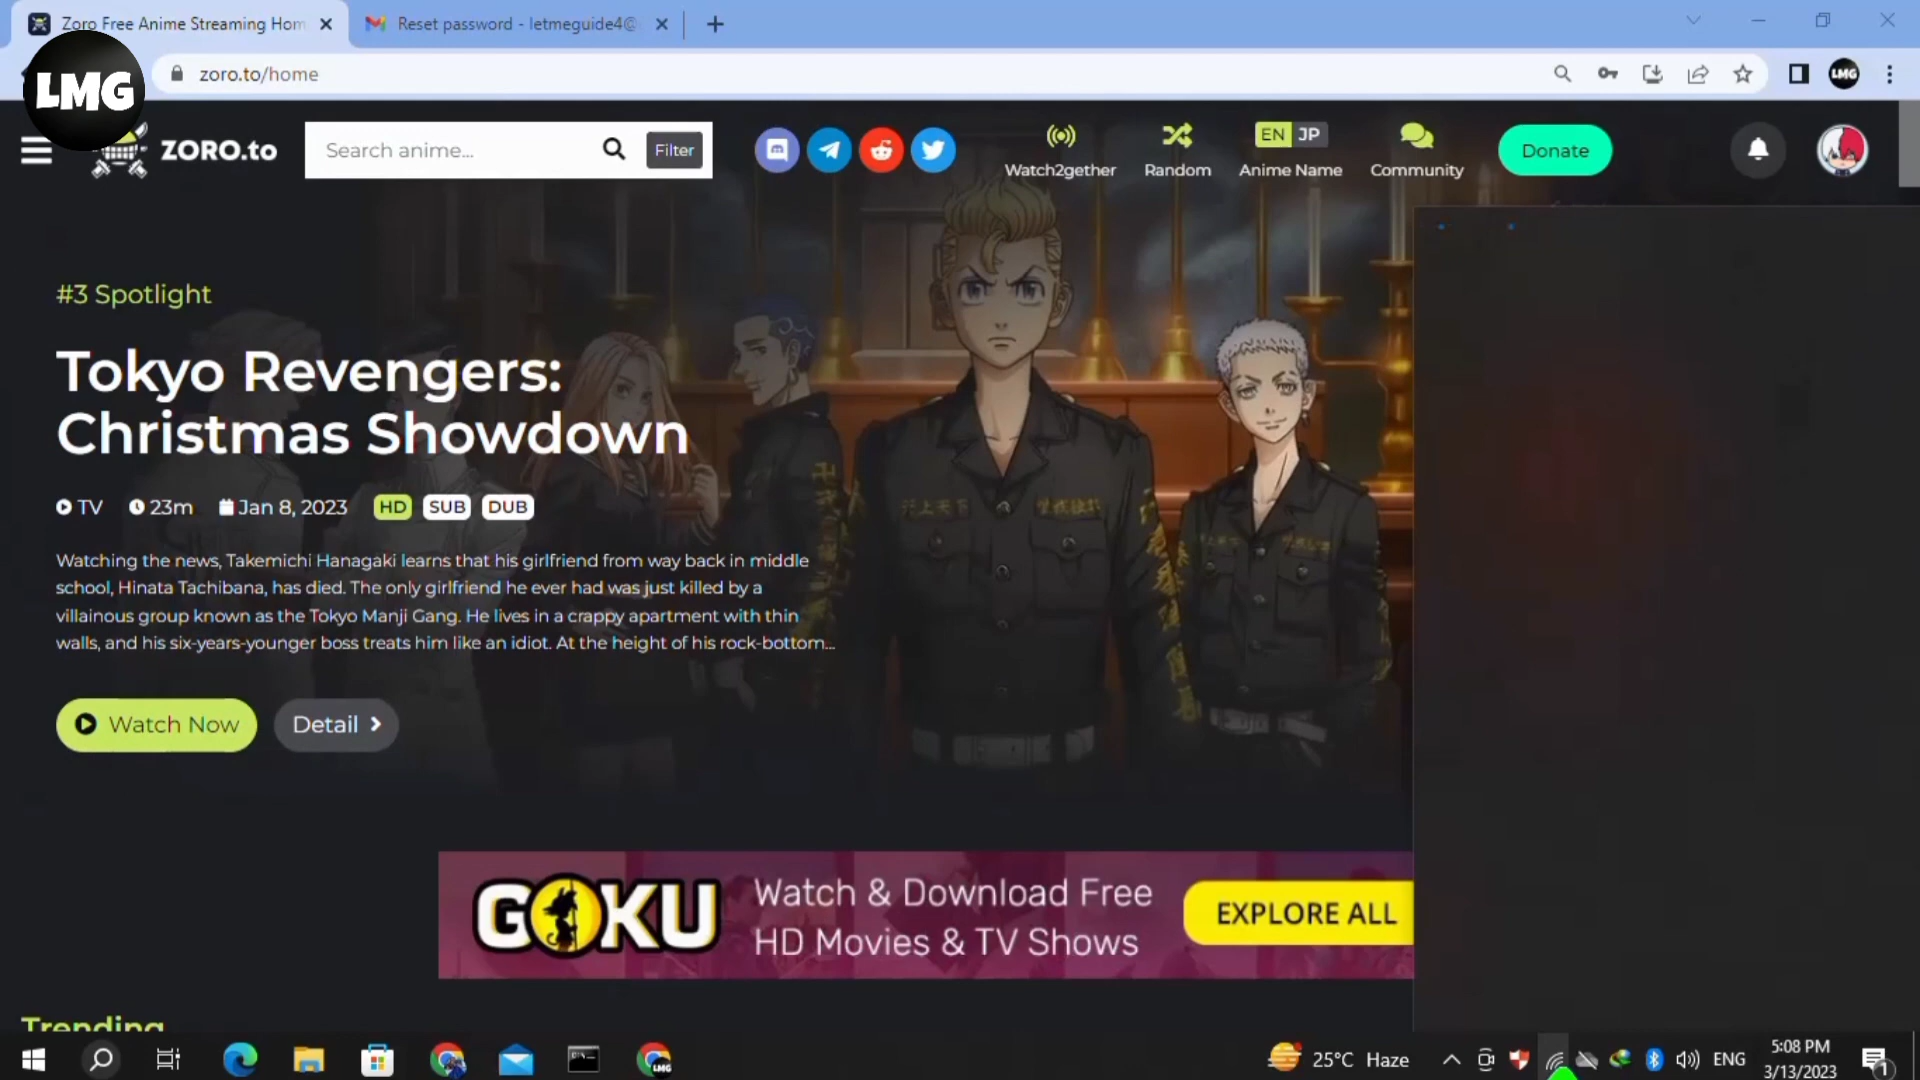 Zoro Free Anime Streaming Hom
Reset password - letmeguide4@
zoro.to/home
LMG
LMG
ZORO.to
Search anime...
Filter
EN JP
Watch2gether
Random
Anime Name
Community
Donate
#3 Spotlight
Tokyo Revengers:
Christmas Showdown
TV 23m Jan 8, 2023 HD SUB DUB
Watching the news, Takemichi Hanagaki learns that his girlfriend from way back in middle
school, Hinata Tachibana, has died. The only girlfriend he ever had was just killed by a
villainous group known as the Tokyo Manji Gang. He lives in a crappy apartment with thin
walls, and his six-years-younger boss treats him like an idiot. At the height of his rock-bottom...
Watch Now
Detail
GOKU
Watch & Download Free
HD Movies & TV Shows
EXPLORE ALL
Trending
LMG
25°C Haze
ENG
5:08 PM
3/13/2023
1